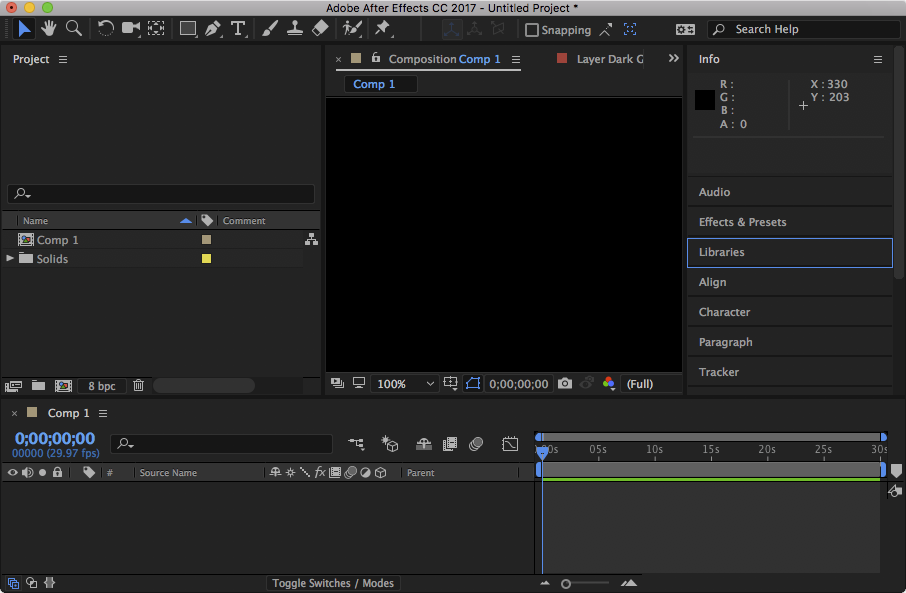 Adobe After Effects CC 2017 - Untitled Project *
Snapping
Search Help
Project
Composition Comp 1
Layer Dark G
Info
Comp 1
R :
G :
B :
A : 0
X : 330
Y : 203
Name
Comment
Comp 1
Solids
Audio
Effects & Presets
Libraries
Align
Character
Paragraph
Tracker
8 bpc
100%
0;00;00;00
(Full)
Comp 1
0;00;00;00
00000 (29.97 fps)
05s
10s
15s
20s
25s
30s
#
Source Name
fx
Parent
Toggle Switches / Modes